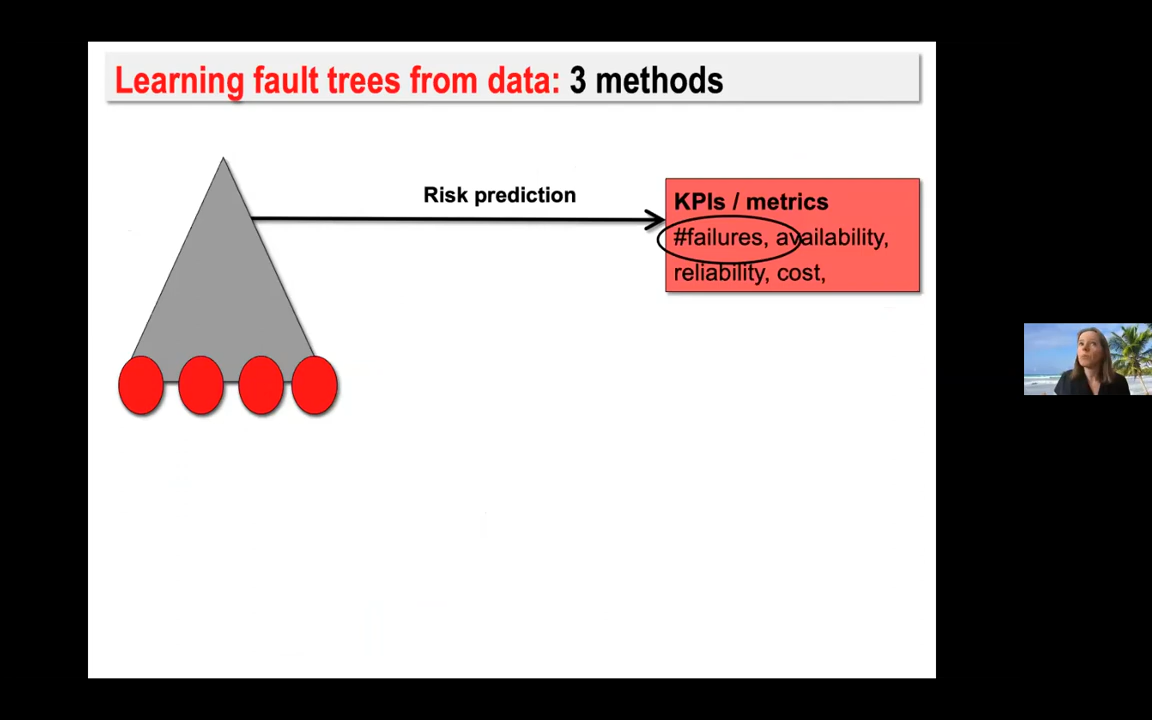 Learning fault trees from data: 3 methods
Risk prediction
KPIs / metrics
#failures, availability,
reliability, cost,